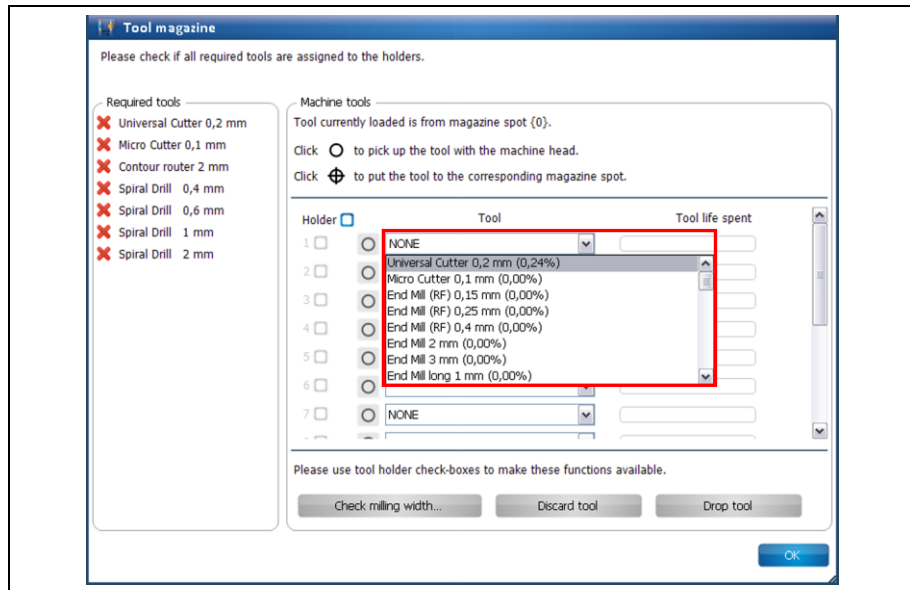 Tool magazine
Please check if all required tools are assigned to the holders.
Required tools
Universal Cutter 0,2 mm
Micro Cutter 0,1 mm
Contour router 2 mm
Spiral Drill 0,4 mm
Spiral Drill 0,6 mm
Spiral Drill 1 mm
Spiral Drill 2 mm
Machine tools
Tool currently loaded is from magazine spot {0}.
Click to pick up the tool with the machine head.
Click to put the tool to the corresponding magazine spot.
Holder Tool Tool life spent
1 NONE
Universal Cutter 0,2 mm (0,24%)
2 Micro Cutter 0,1 mm (0,00%)
3 End Mill (RF) 0,15 mm (0,00%)
End Mill (RF) 0,25 mm (0,00%)
4 End Mill (RF) 0,4 mm (0,00%)
End Mill 2 mm (0,00%)
5 End Mill 3 mm (0,00%)
End Mill long 1 mm (0,00%)
6
7 NONE
Please use tool holder check-boxes to make these functions available.
Check milling width... Discard tool Drop tool
OK